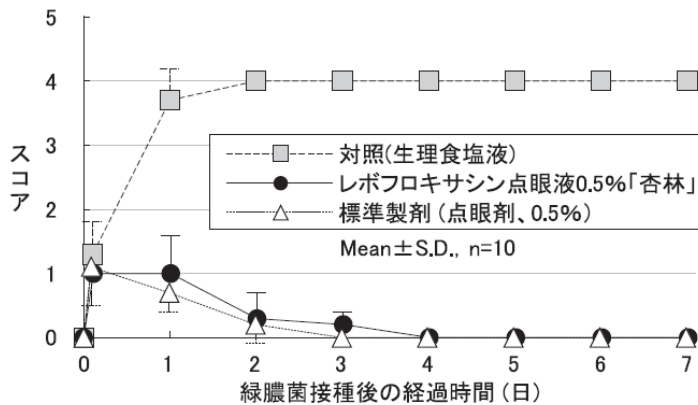 5
4
3
2
1
0
スコア
対照(生理食塩液)
レボフロキサシン点眼液0.5%「杏林」
標準製剤(点眼剤、0.5%)
Mean±S.D., n=10
0 1 2 3 4 5 6 7
緑膿菌接種後の経過時間(日)